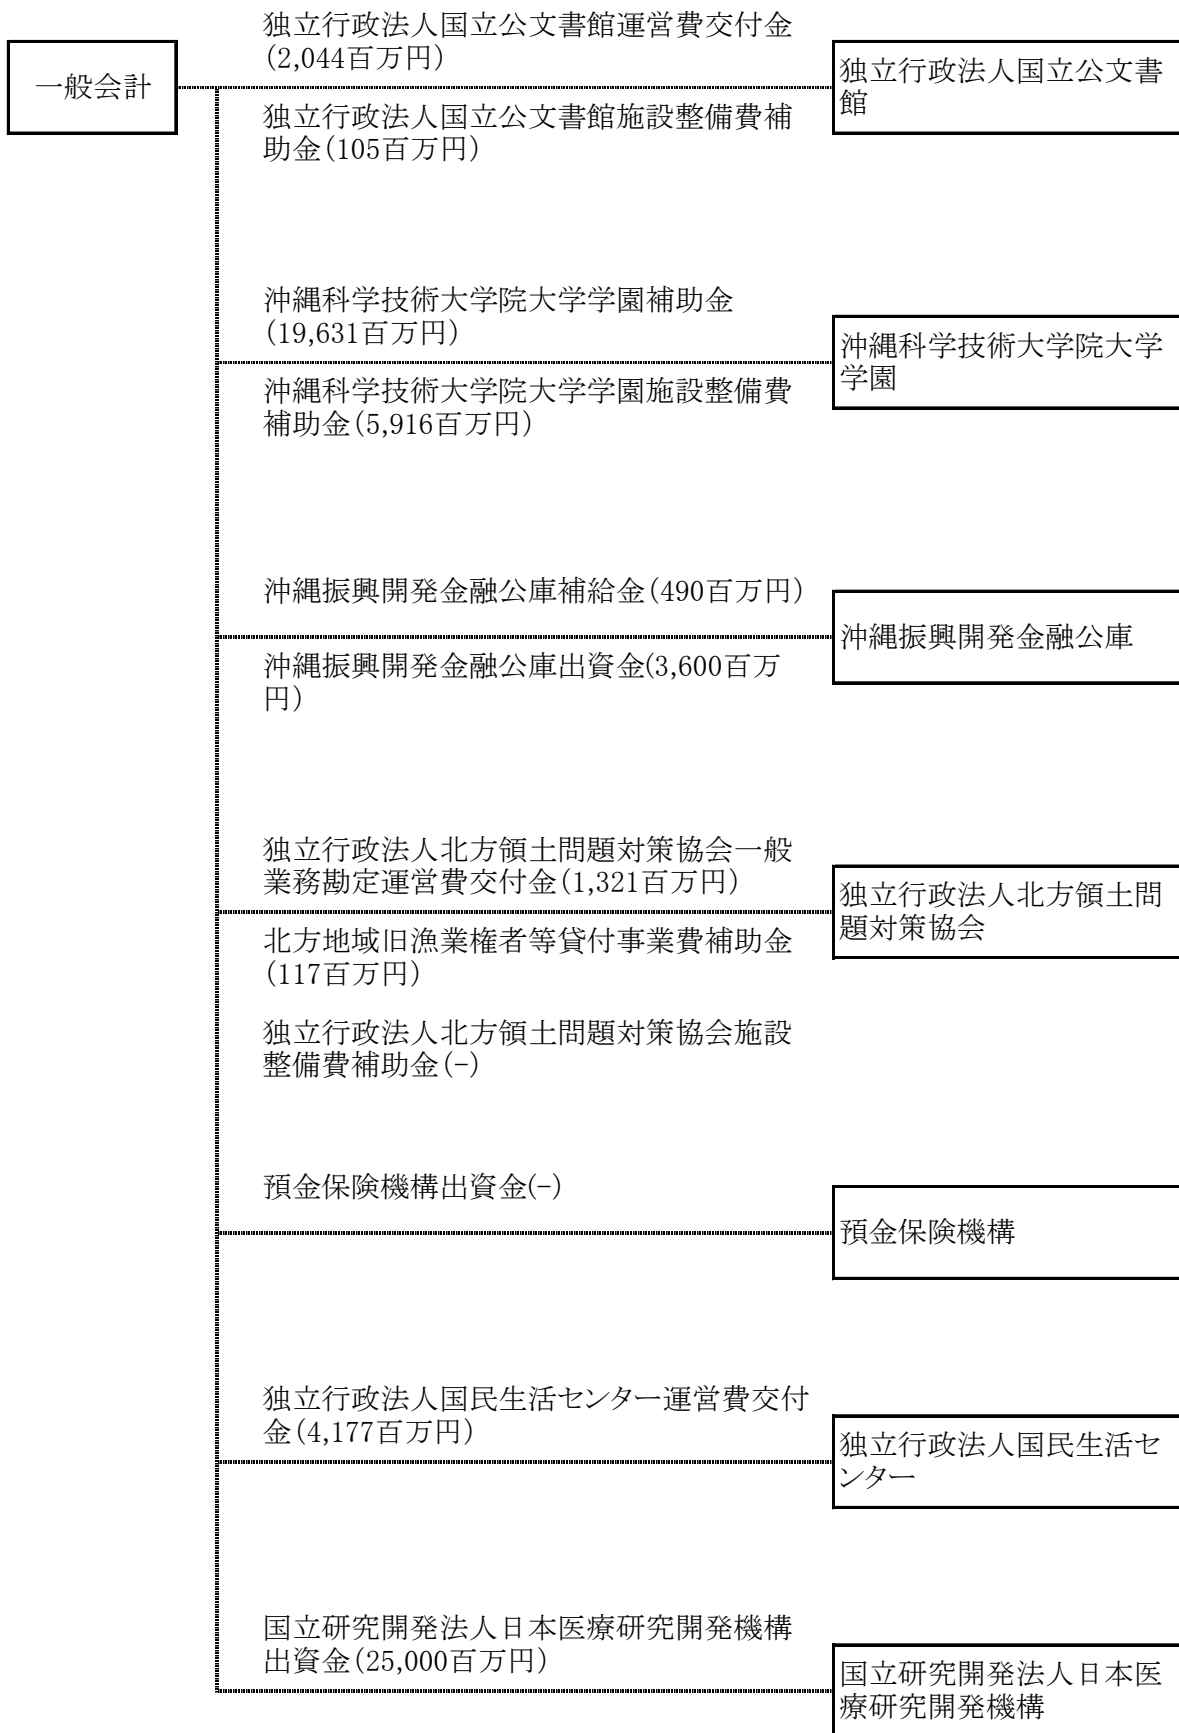 一般会計
独立行政法人国立公文書館運営費交付金
(2,044百万円)
独立行政法人国立公文書館施設整備費補
助金(105百万円)
独立行政法人国立公文書
館
沖縄科学技術大学院大学学園補助金
(19,631百万円)
沖縄科学技術大学院大学学園施設整備費
補助金(5,916百万円)
沖縄科学技術大学院大学
学園
沖縄振興開発金融公庫補給金(490百万円)
沖縄振興開発金融公庫出資金(3,600百万
円)
沖縄振興開発金融公庫
独立行政法人北方領土問題対策協会一般
業務勘定運営費交付金(1,321百万円)
北方地域旧漁業権者等貸付事業費補助金
(117百万円)
独立行政法人北方領土問題対策協会施設
整備費補助金(-)
独立行政法人北方領土問
題対策協会
預金保険機構出資金(-)
預金保険機構
独立行政法人国民生活センター運営費交付
金(4,177百万円)
独立行政法人国民生活セ
ンター
国立研究開発法人日本医療研究開発機構
出資金(25,000百万円)
国立研究開発法人日本医
療研究開発機構